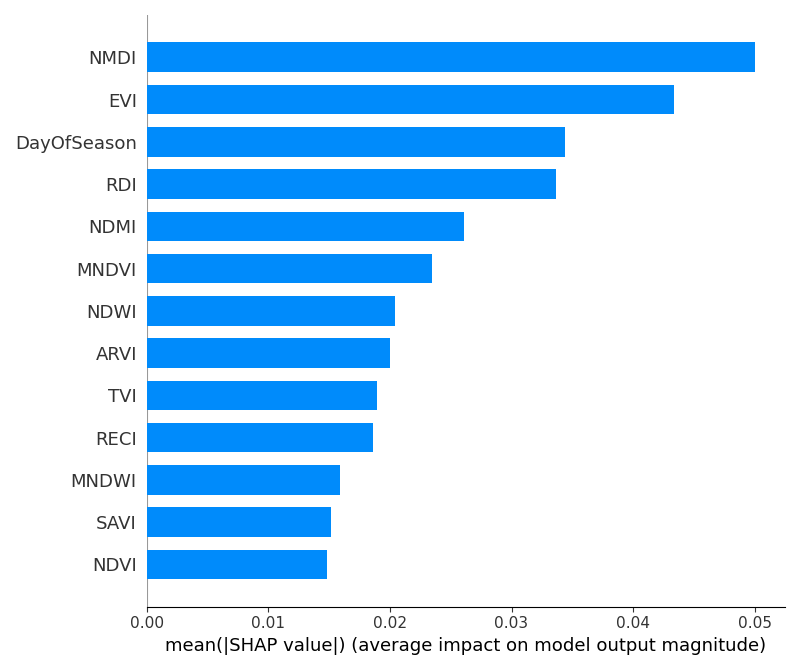 NMDI
EVI
DayOfSeason
RDI
NDMI
MNDVI
NDWI
ARVI
TVI
RECI
MNDWI
SAVI
NDVI
0.00 0.01 0.02 0.03 0.04 0.05
mean(|SHAP value|) (average impact on model output magnitude)